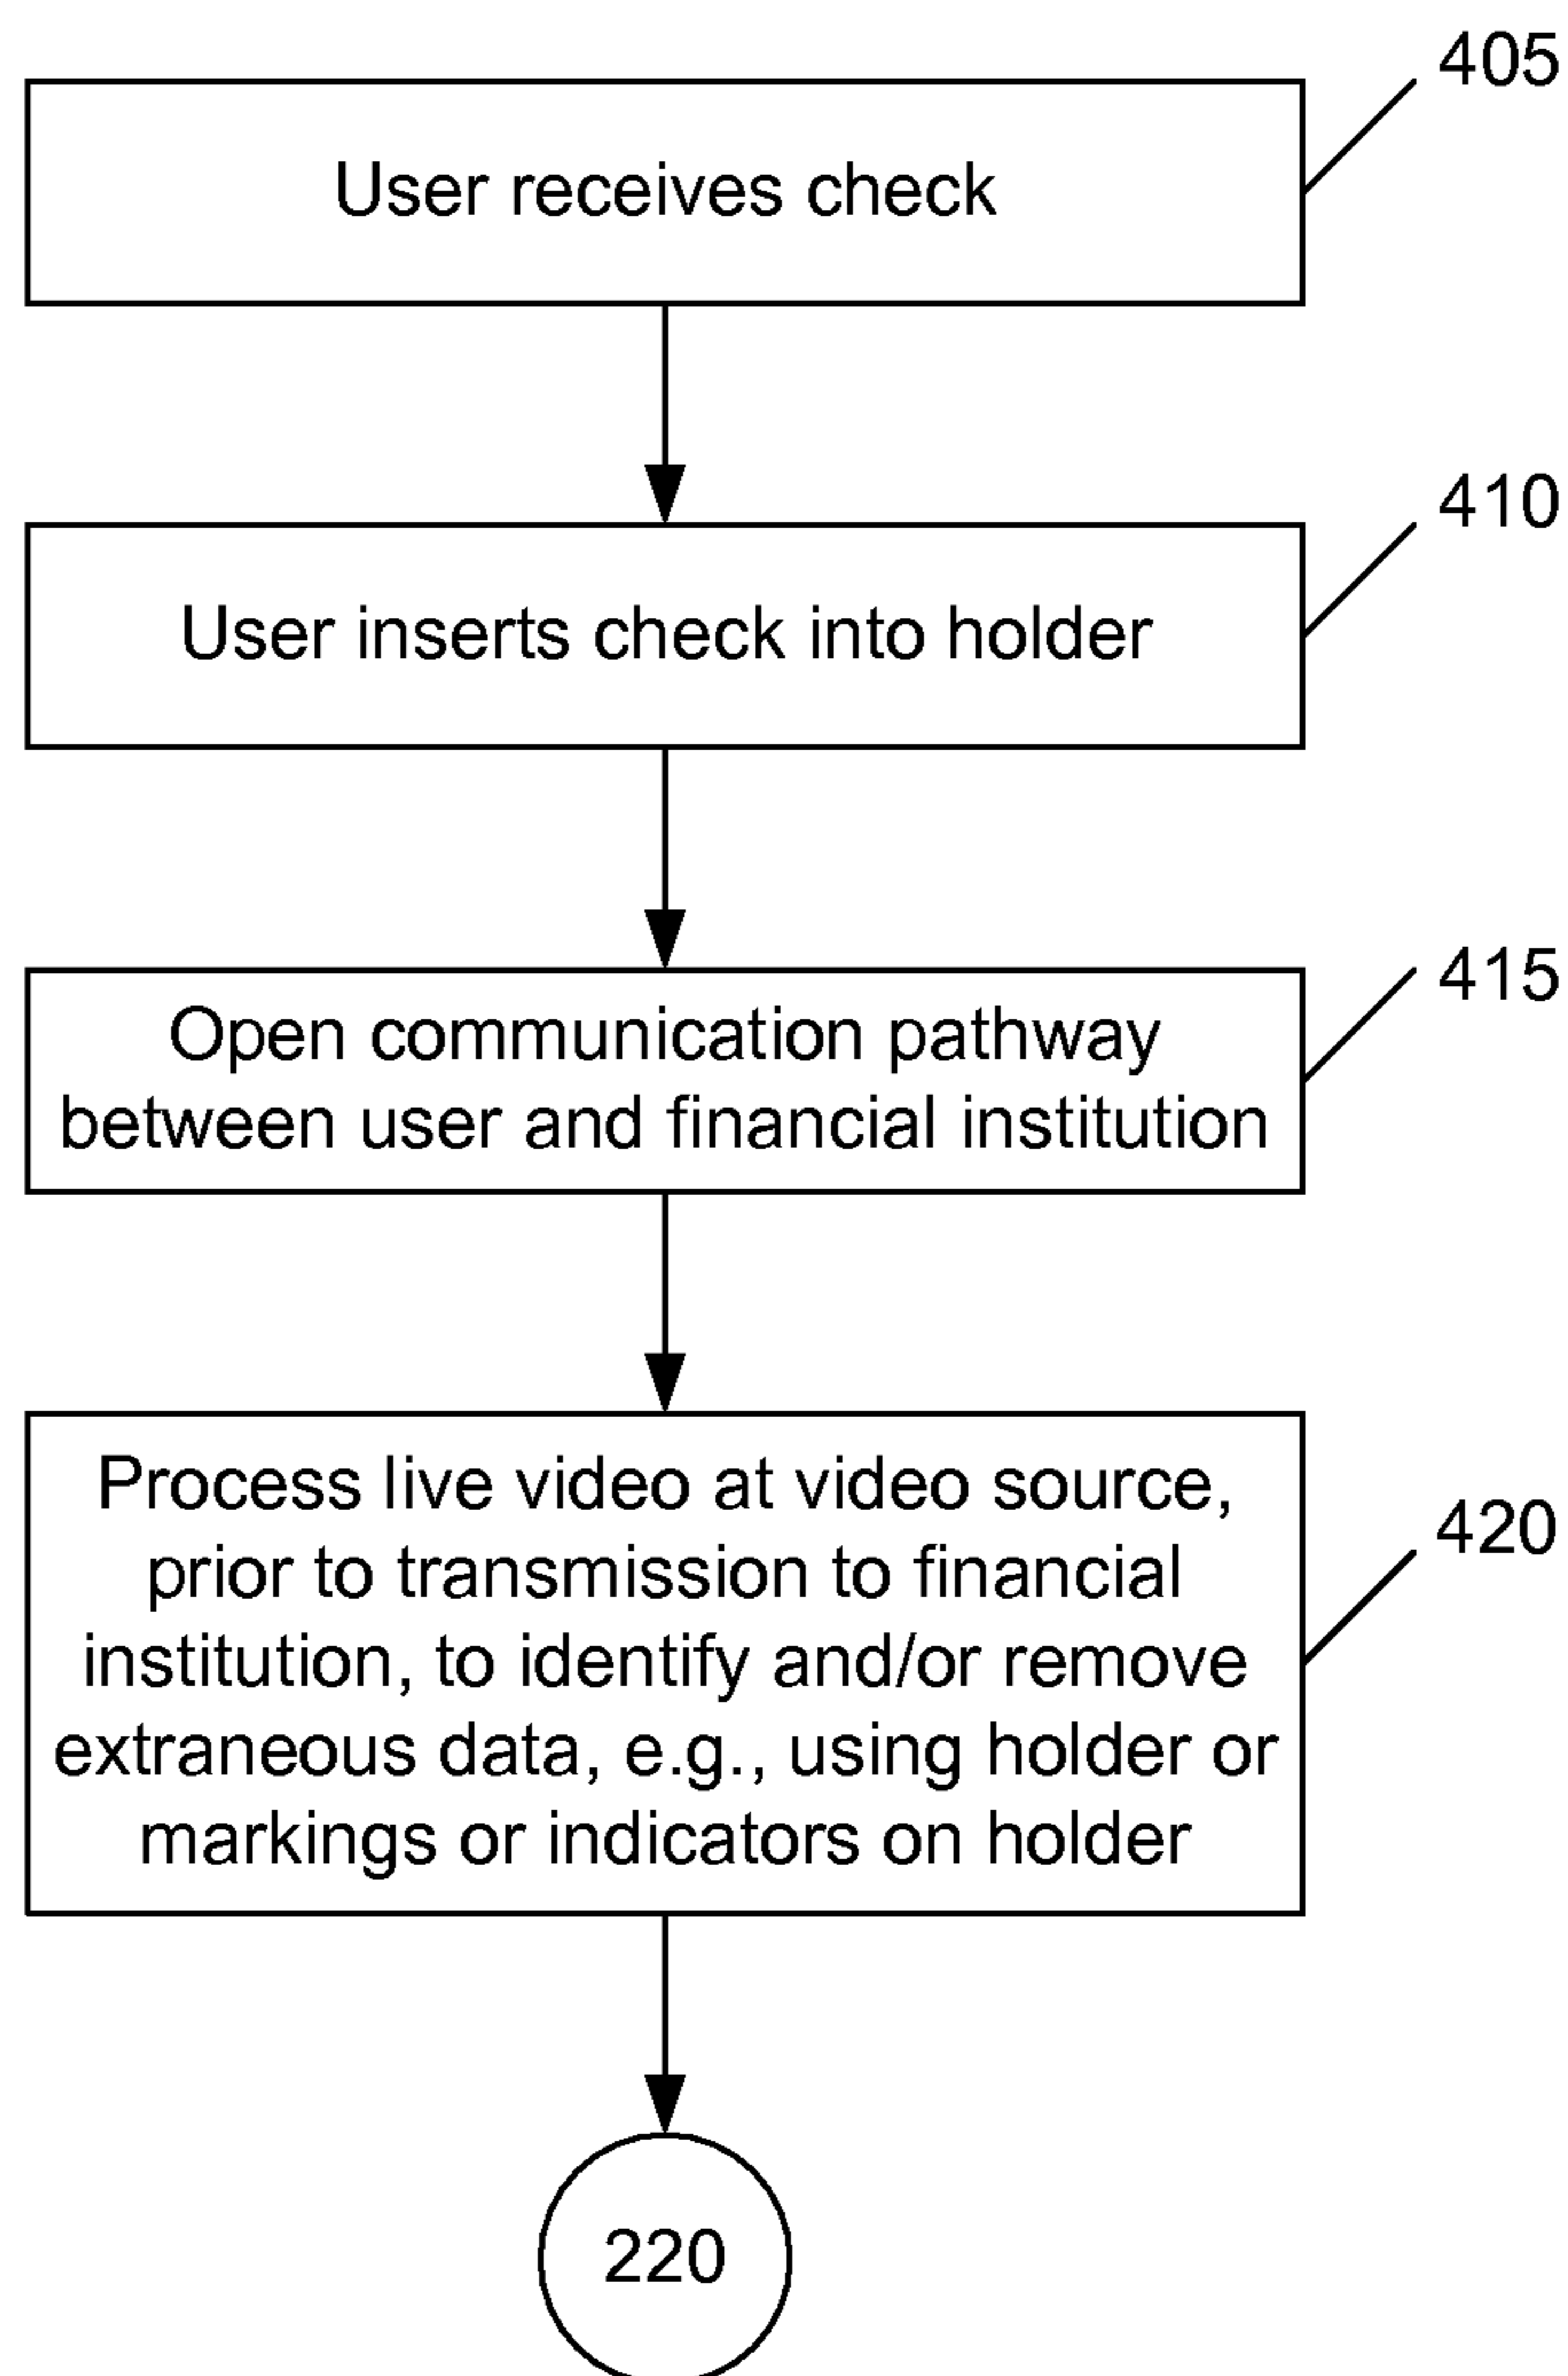 405
User receives check
410
User inserts check into holder
415
Open communication pathway
between user and financial institution
Process live video at video source,
420
prior to transmission to financial
institution, to identify and/or remove
extraneous data, e.g., using holder or
markings or indicators on holder
220